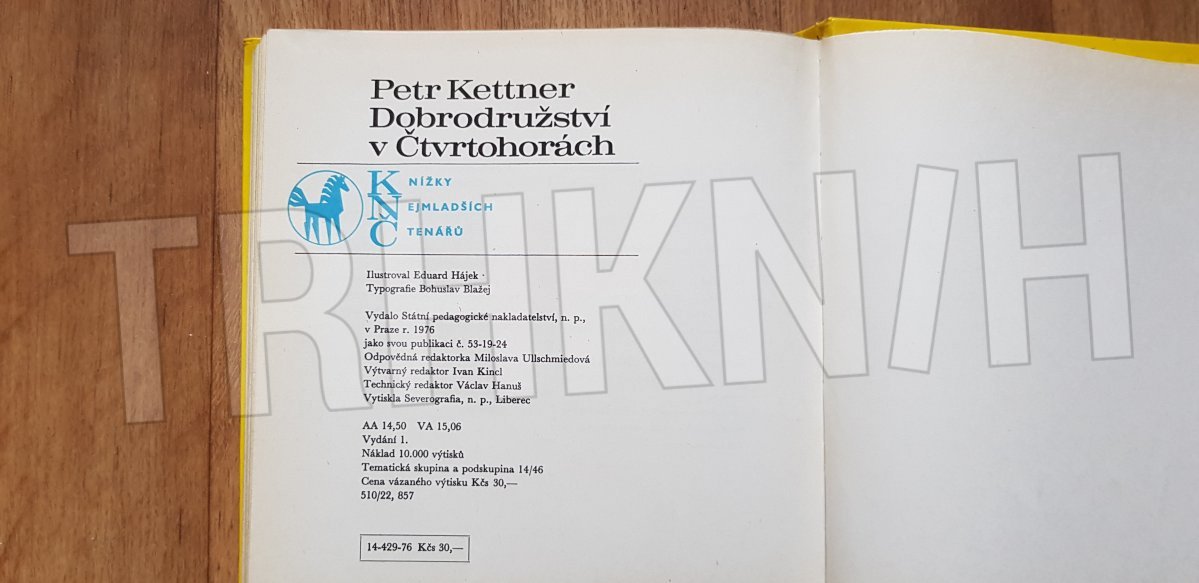 Petr Kettner
Dobrodružství
v Čtvrtohorách
KNÍŽKY
NEJMLADŠÍCH
ČTENÁŘŮ
Ilustroval Eduard Hájek
Typografie Bohuslav Blažej
Vydalo Státní pedagogické nakladatelství, n. p.,
v Praze r. 1976
jako svou publikaci č. 53-19-24
Odpovědná redaktorka Miloslava Ullschmiedová
Výtvarný redaktor Ivan Kincl
Technický redaktor Václav Hanuš
Vytiskla Severografia, n. p., Liberec
AA 14,50 VA 15,06
Vydání 1.
Náklad 10.000 výtisků
Tematická skupina a podskupina 14/46
Cena vázaného výtisku Kčs 30,—
510/22, 857
14-429-76 Kčs 30,—
TRHKN/H